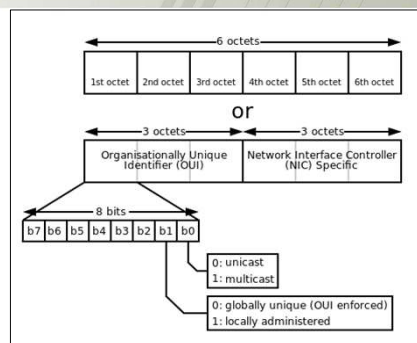 6 octets
1st octet 2nd octet 3rd octet 4th octet 5th octet 6th octet
or
3 octets 3 octets
Organisationally Unique Network Interface Controller
Identifier (OUI) (NIC) Specific
8 bits
b7 b6 b5 b4 b3 b2 b1 b0
0: unicast
1: multicast
0: globally unique (OUI enforced)
1: locally administered